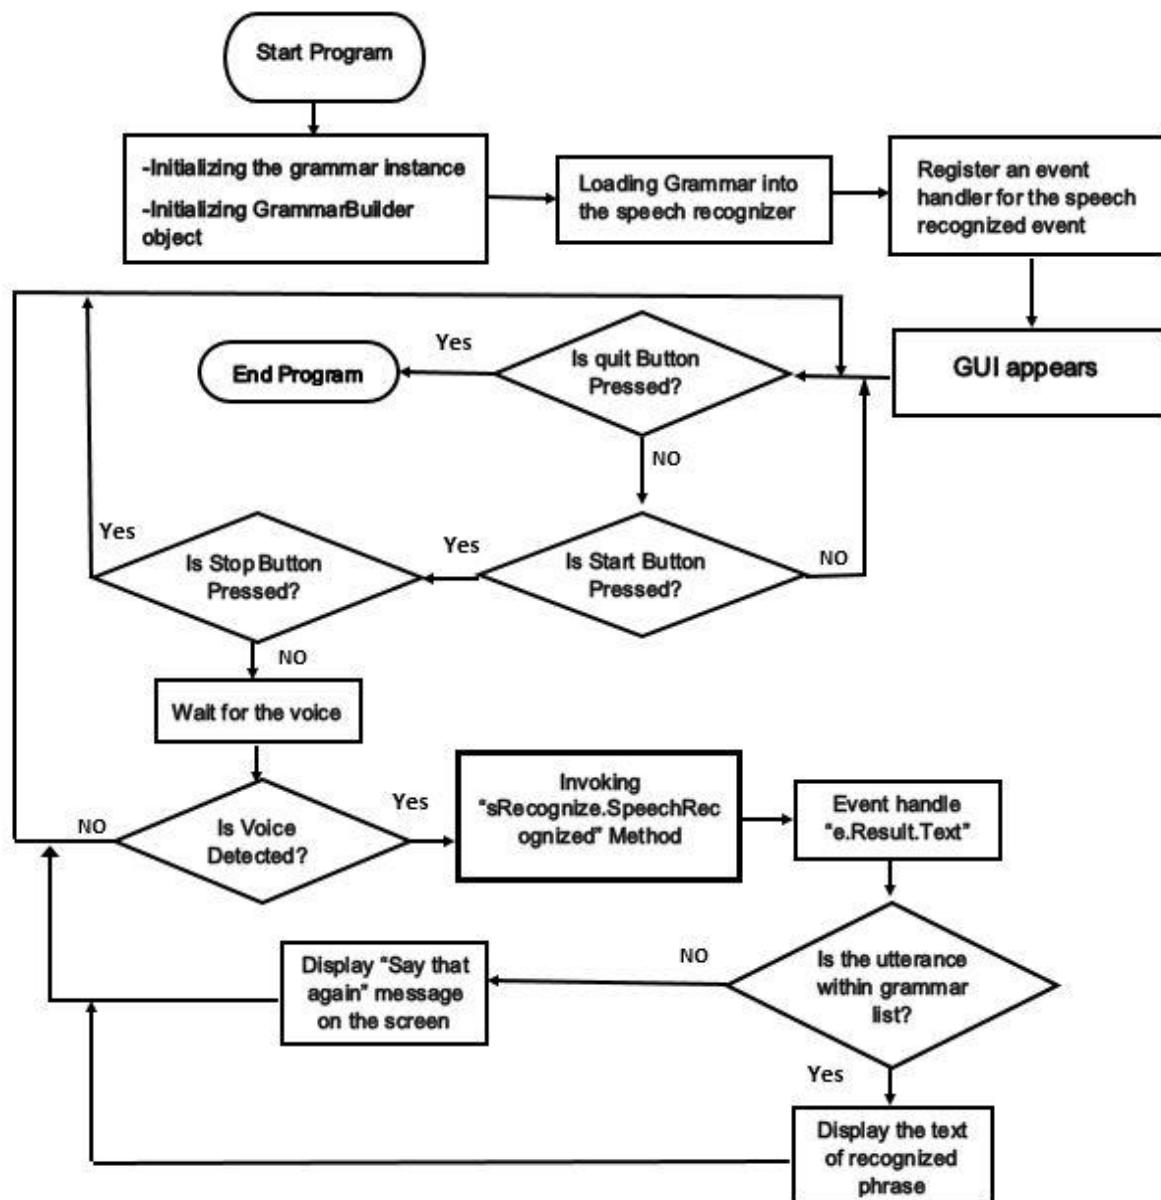 Start Program
-Initializing the grammar instance
-Initializing GrammarBuilder
object
Loading Grammar into
the speech recognizer
Register an event
handler for the speech
recognized event
GUI appears
Is quit Button
Pressed?
Yes
End Program
NO
Is Start Button
Pressed?
NO
Yes
Is Stop Button
Pressed?
Yes
NO
Wait for the voice
Is Voice
Detected?
NO
Yes
Invoking
“sRecognize.SpeechRec
ognized” Method
Event handle
“e.Result.Text”
Is the utterance
within grammar
list?
NO
Display “Say that
again” message
on the screen
Yes
Display the text
of recognized
phrase